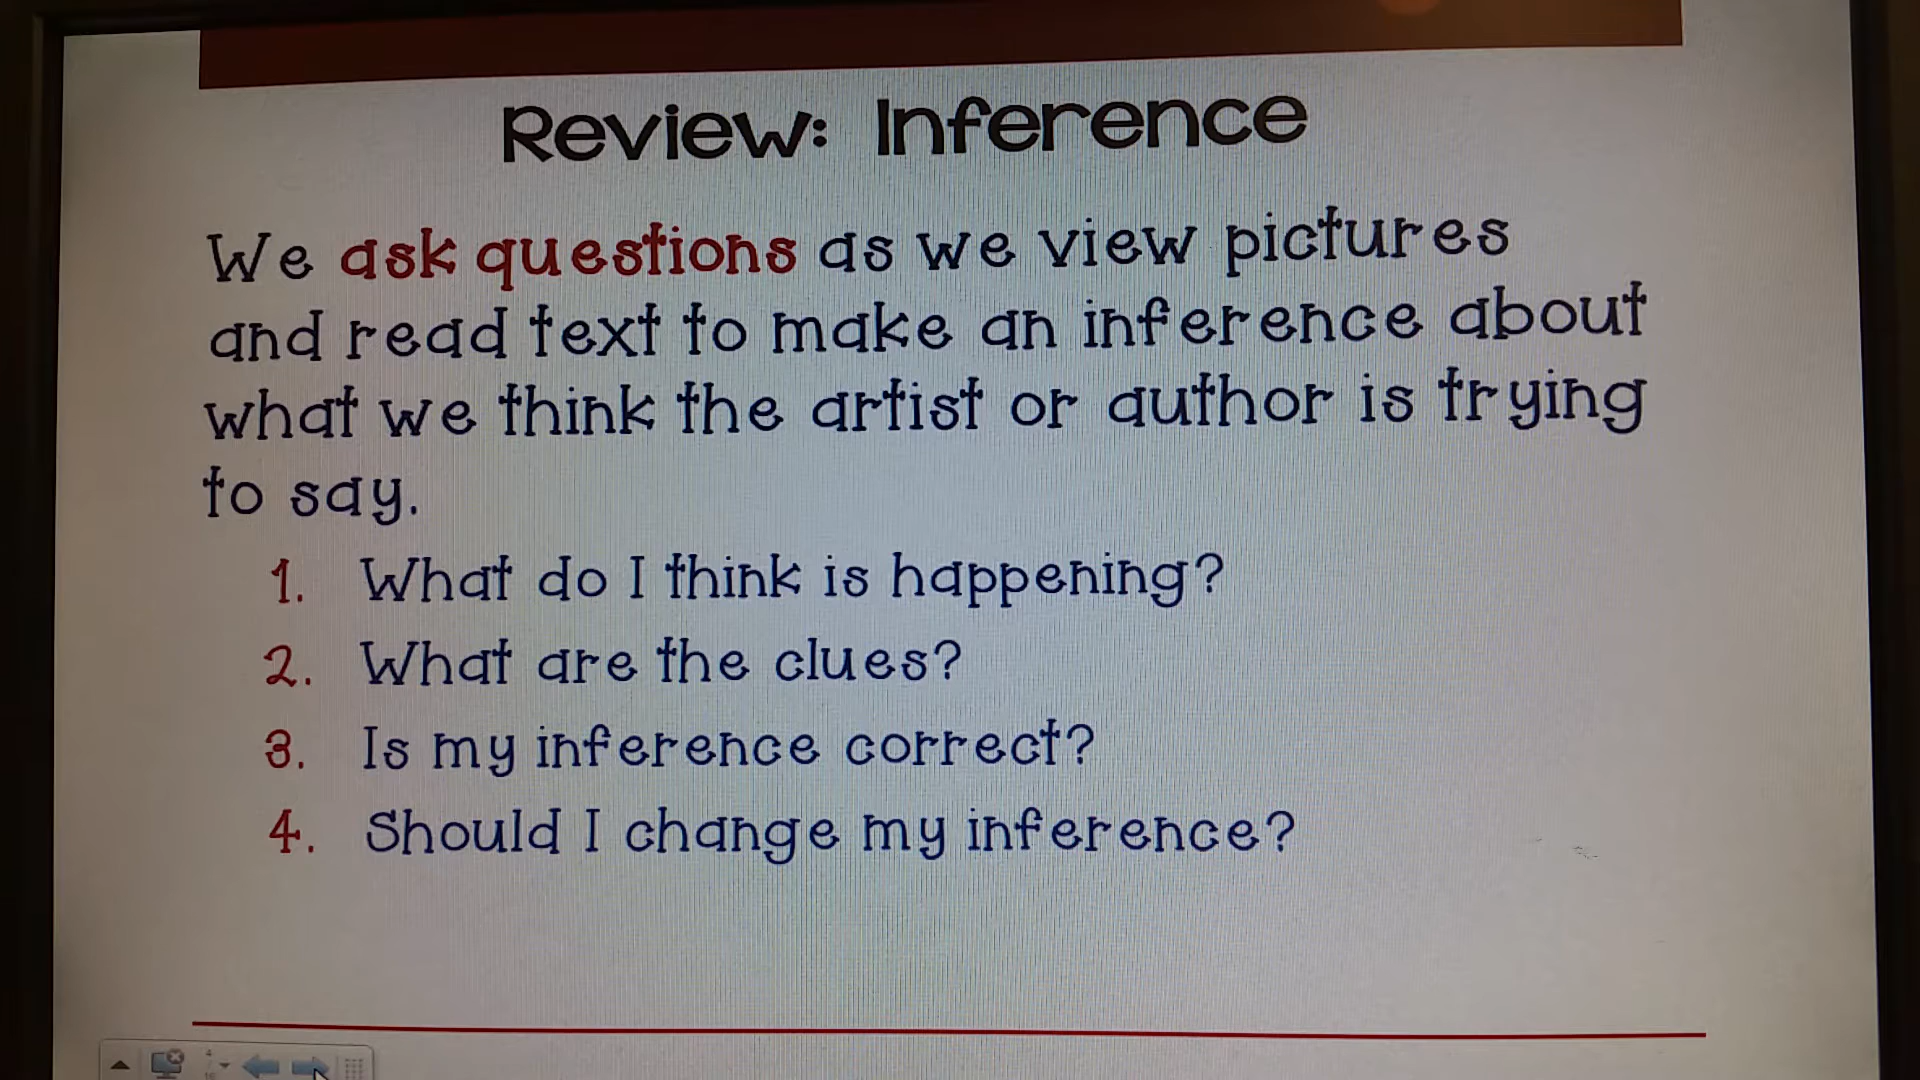 Review: Inference
We ask questions as we view pictures
and read text to make an inference about
what we think the artist or author is trying
to say.
1. What do I think is happening?
2. What are the clues?
3. Is my inference correct?
4. Should I change my inference?